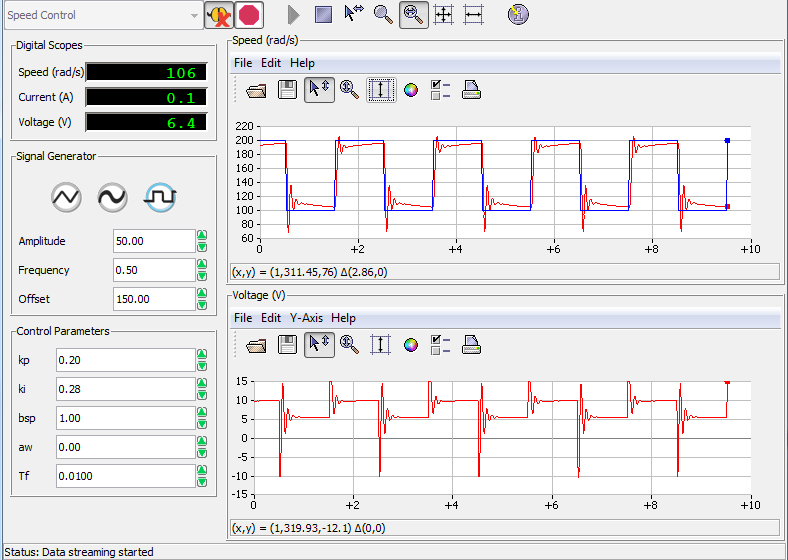 Speed Control
Digital Scopes
Speed (rad/s) 106
Current (A) 0.1
Voltage (V) 6.4
Signal Generator
Amplitude 50.00
Frequency 0.50
Offset 150.00
Control Parameters
kp 0.20
ki 0.28
bsp 1.00
aw 0.00
Tf 0.0100
Speed (rad/s)
File Edit Help
220
200
180
160
140
120
100
80
60
0 +2 +4 +6 +8 +10
(x,y) = (1,311.45,76) Δ(2.86,0)
Voltage (V)
File Edit Y-Axis Help
15
10
5
0
-5
-10
-15
0 +2 +4 +6 +8 +10
(x,y) = (1,319.93,-12.1) Δ(0,0)
Status: Data streaming started